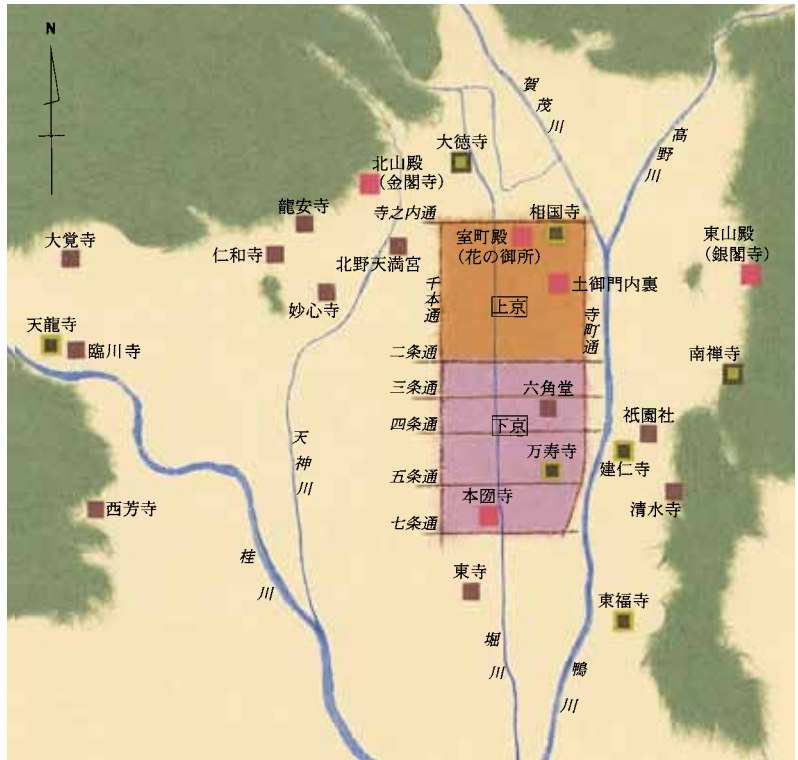 N
賀茂川
高野川
大徳寺
北山殿
(金閣寺)
龍安寺
寺之内通
相国寺
大覚寺
仁和寺
北野天満宮
室町殿
(花の御所)
東山殿
(銀閣寺)
土御門内裏
妙心寺
千本通
上京
寺町通
天龍寺
臨川寺
二条通
南禅寺
三条通
六角堂
四条通
下京
祇園社
天神川
万寿寺
建仁寺
五条通
本圀寺
清水寺
西芳寺
七条通
桂川
東寺
東福寺
堀川
鴨川